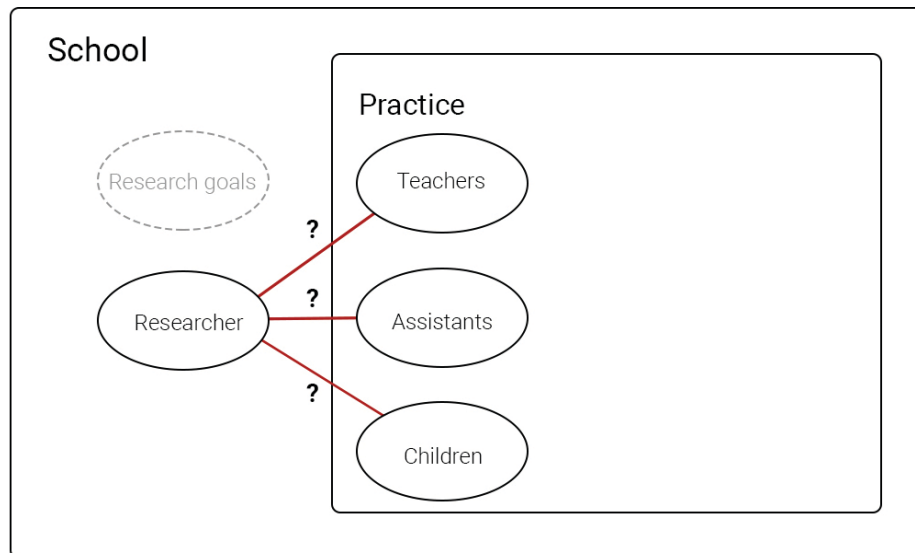 School
Practice
Research goals
Teachers
?
Researcher
?
Assistants
?
Children